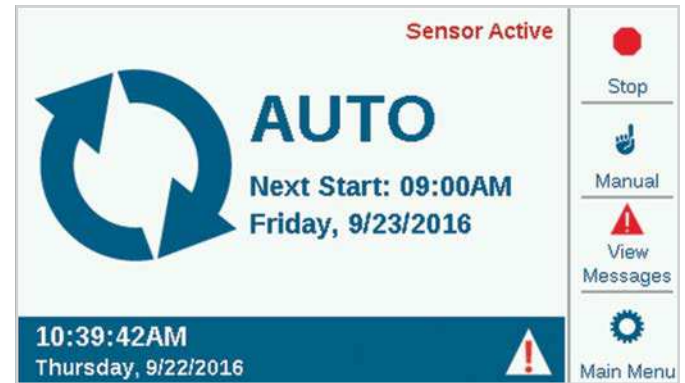 Sensor Active
AUTO
Next Start: 09:00AM
Friday, 9/23/2016
10:39:42AM
Thursday, 9/22/2016
Stop
Manual
View
Messages
Main Menu